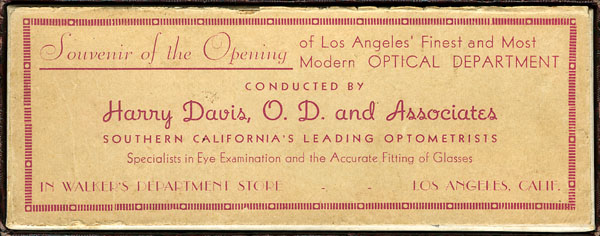 Souvenir of the Opening
of Los Angeles' Finest and Most
Modern OPTICAL DEPARTMENT
CONDUCTED BY
Harry Davis, O. D. and Associates
SOUTHERN CALIFORNIA'S LEADING OPTOMETRISTS
Specialists in Eye Examination and the Accurate Fitting of Glasses
IN WALKER'S DEPARTMENT STORE - - LOS ANGELES, CALIF.